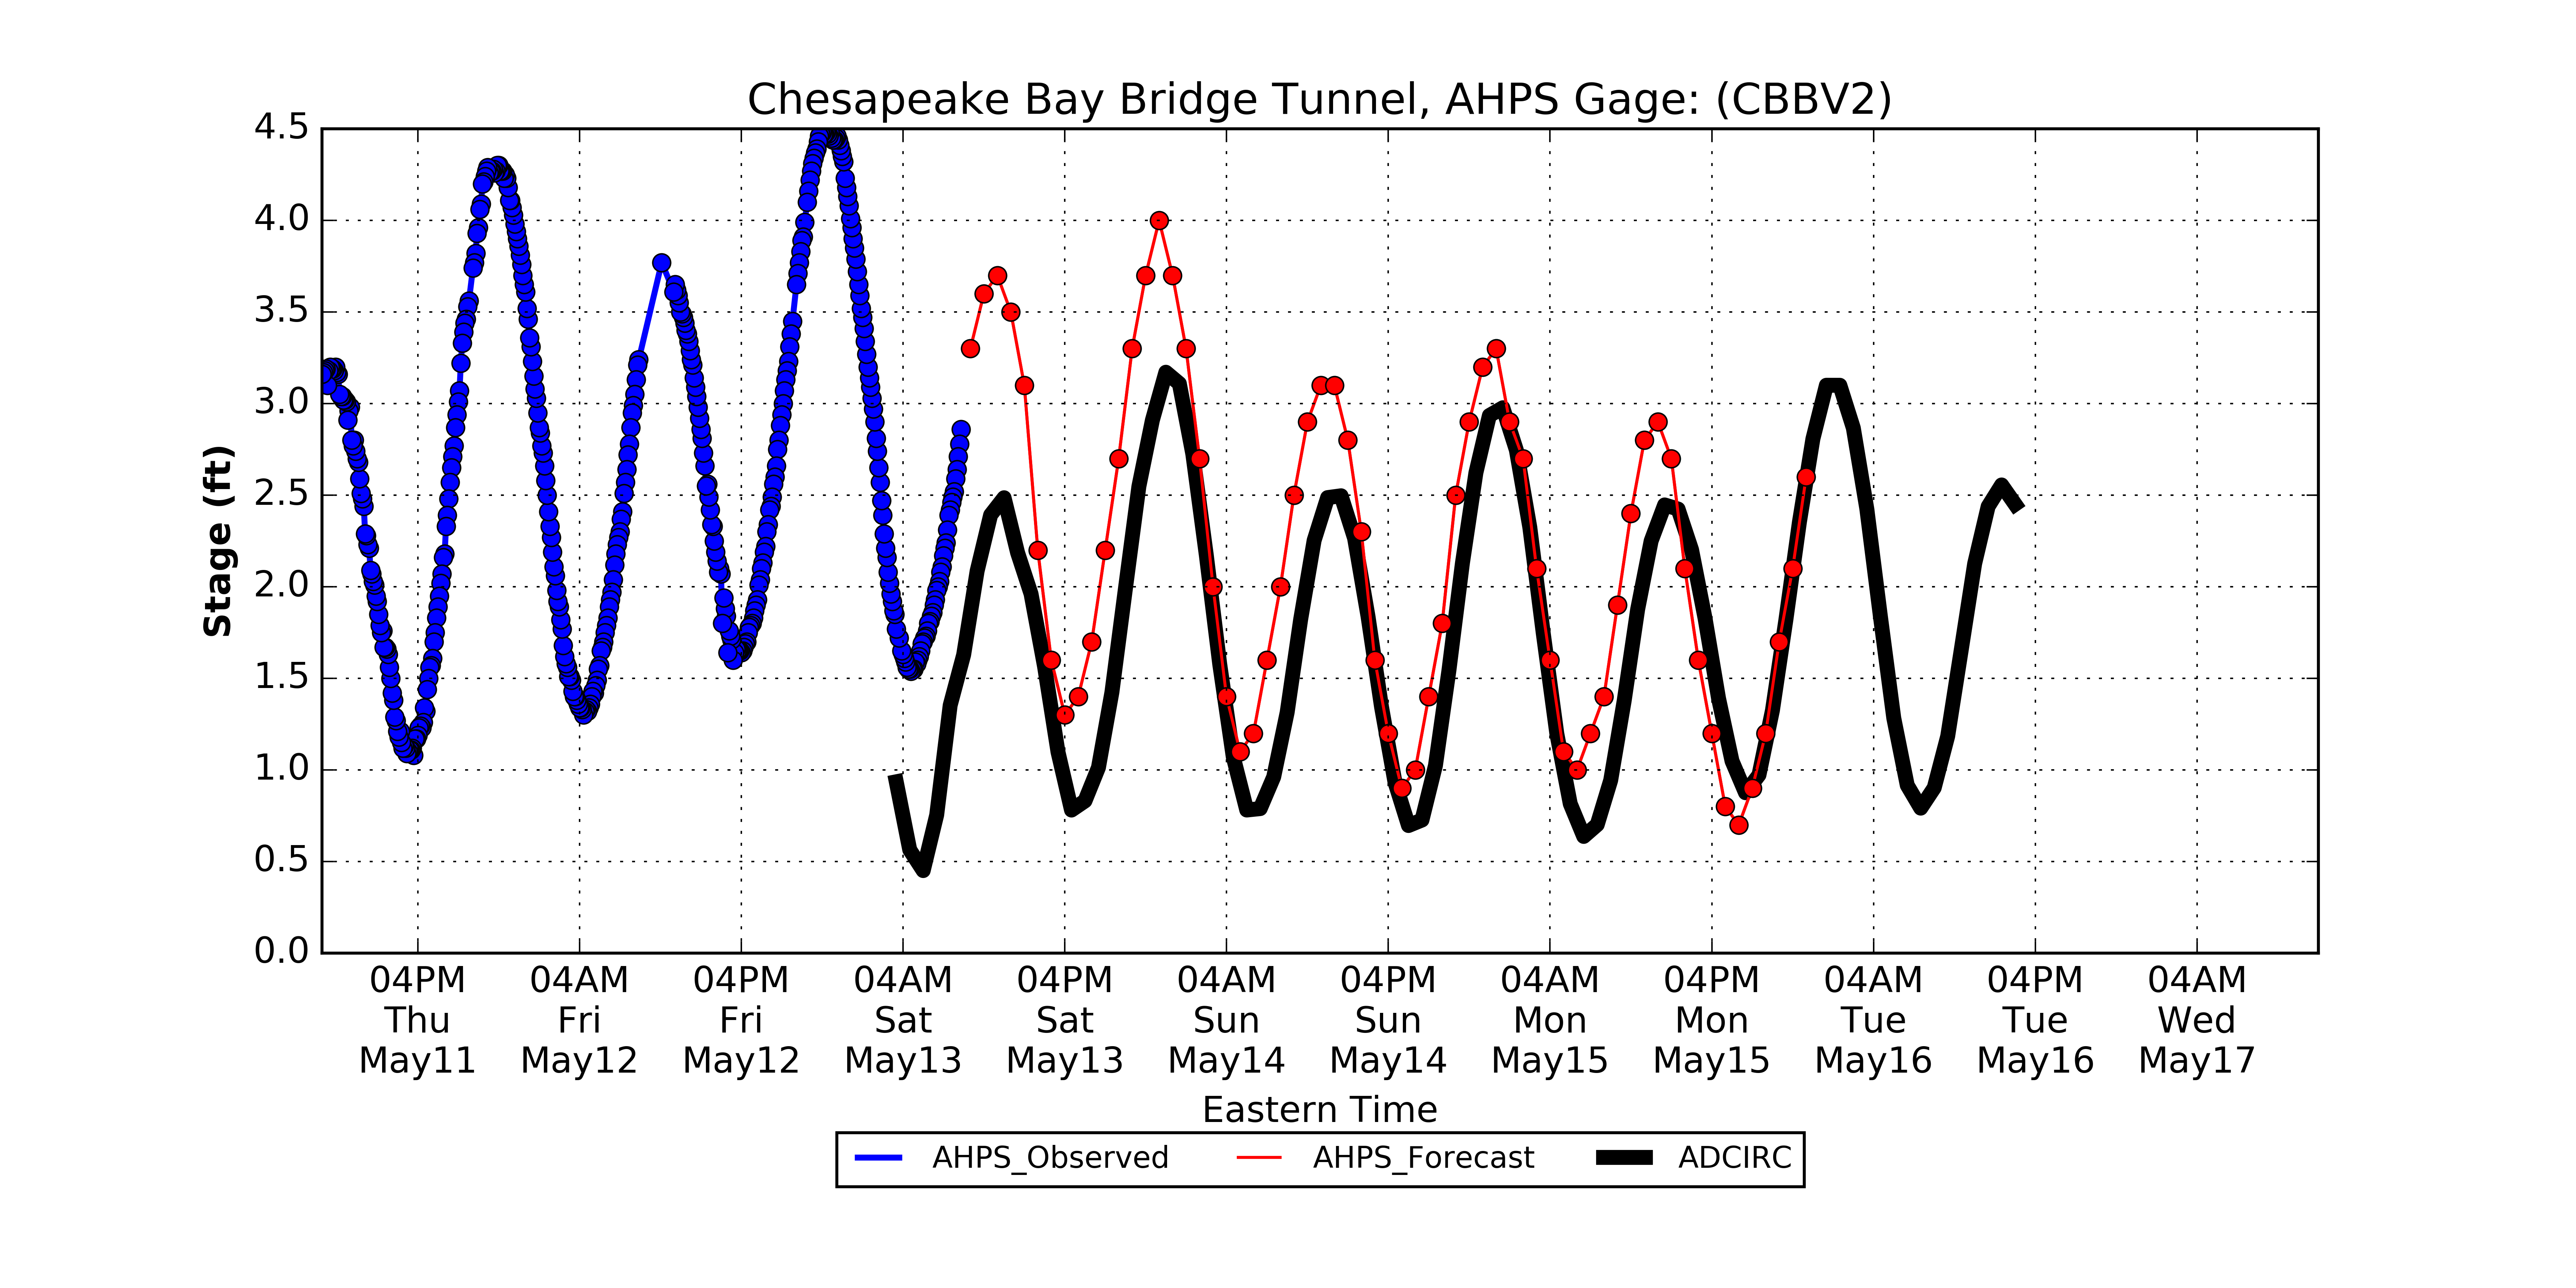 Chesapeake Bay Bridge Tunnel, AHPS Gage: (CBBV2)
Stage (ft)
4.5
4.0
3.5
3.0
2.5
2.0
1.5
1.0
0.5
0.0
04PM 04AM 04PM 04AM 04PM 04AM 04PM 04AM 04PM 04AM 04PM 04AM
Thu Fri Fri Sat Sat Sun Sun Mon Mon Tue Tue Wed
May11 May12 May12 May13 May13 May14 May14 May15 May15 May16 May16 May17
Eastern Time
AHPS_Observed AHPS_Forecast ADCIRC